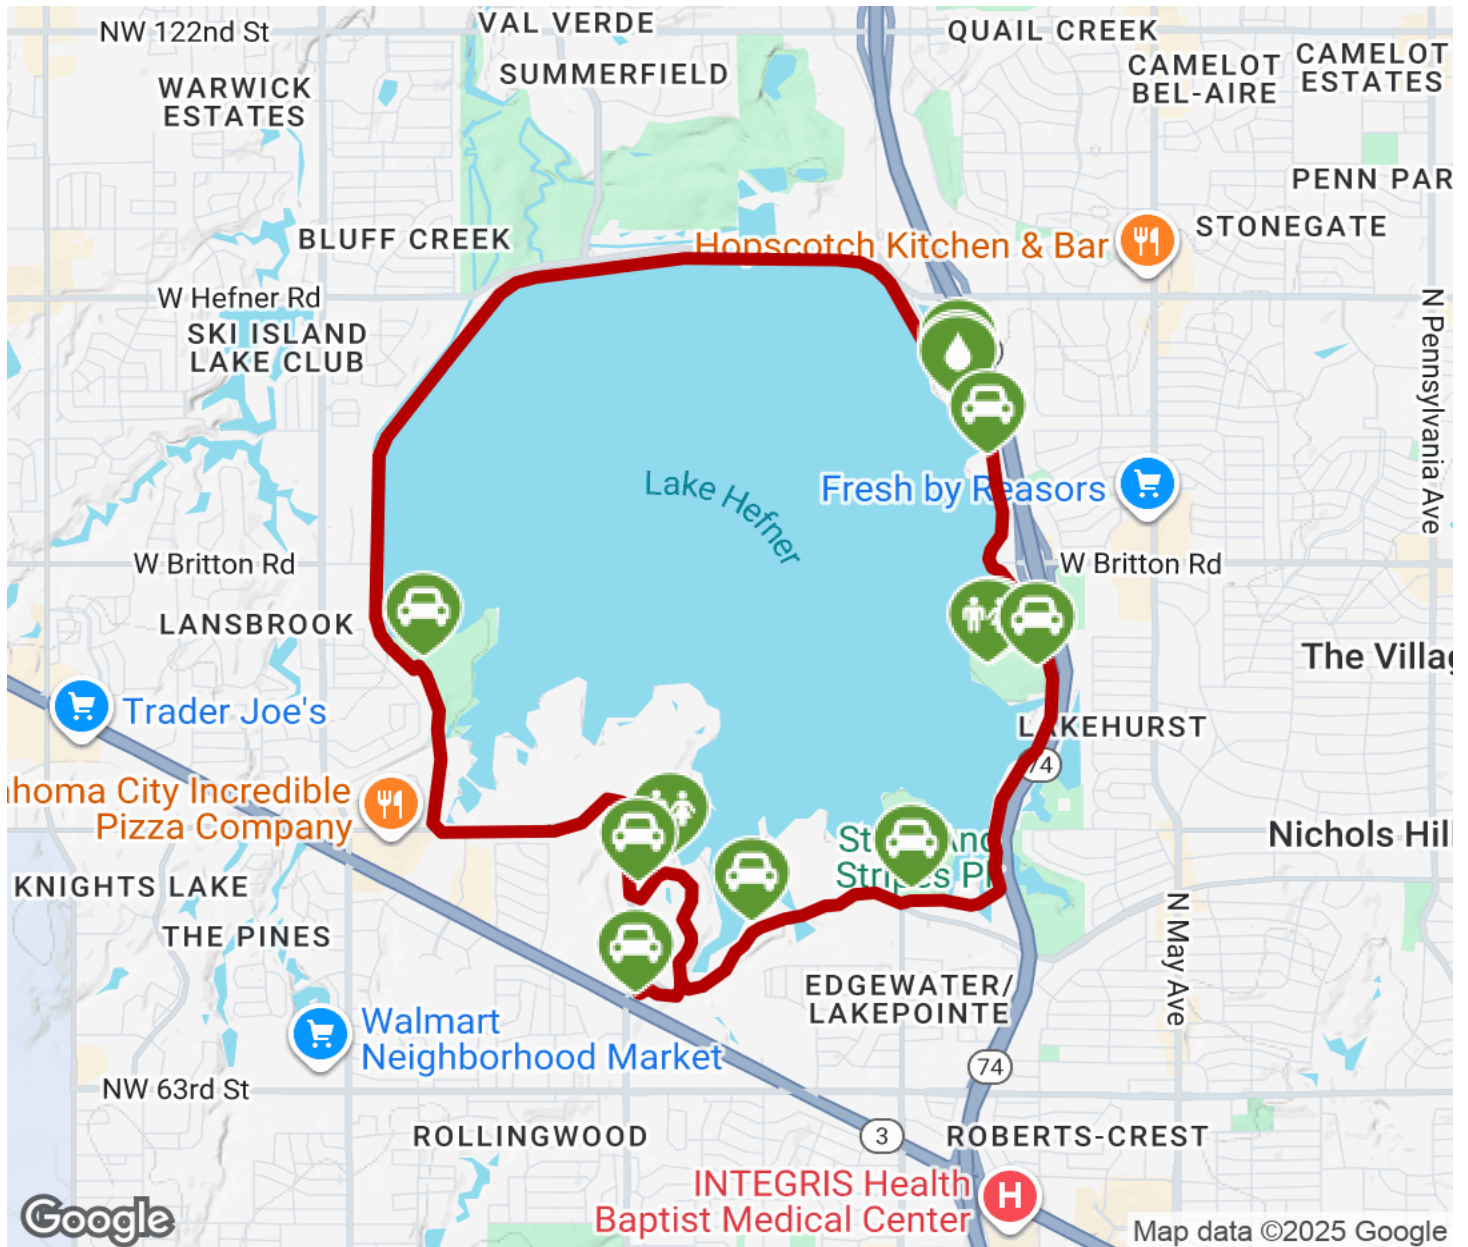 NW 122nd St
VAL VERDE
QUAIL CREEK
SUMMERFIELD
CAMELOT
BEL-AIRE
CAMELOT
ESTATES
WARWICK
ESTATES
PENN PAR
STONEGATE
BLUFF CREEK
Hopscotch Kitchen & Bar
W Hefner Rd
SKI ISLAND
LAKE CLUB
N Pennsylvania Ave
Lake Hefner
Fresh by Reasors
W Britton Rd
W Britton Rd
LANSBROOK
The Villag
Trader Joe's
LAKEHURST
74
ahoma City Incredible
Pizza Company
Nichols Hill
KNIGHTS LAKE
N May Ave
THE PINES
EDGEWATER/
LAKEPOINTE
Walmart
Neighborhood Market
74
NW 63rd St
3
ROLLINGWOOD
ROBERTS-CREST
INTEGRIS Health
Baptist Medical Center
H
Google
Map data ©2025 Google